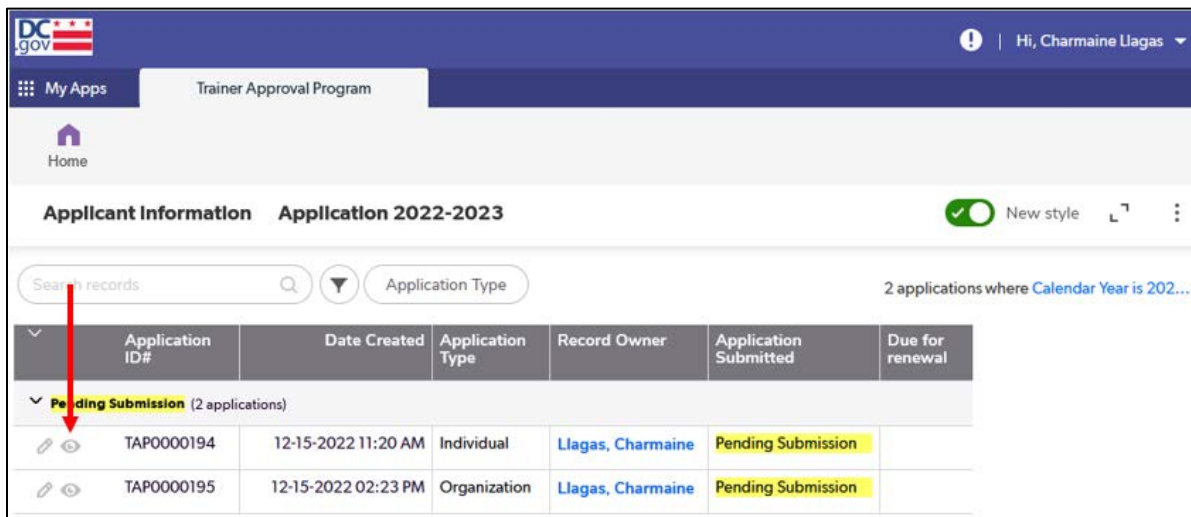 DC
.gov
Hi, Charmaine Llagas
My Apps Trainer Approval Program
Home
Applicant Information Application 2022-2023
New style
Search records Application Type 2 applications where Calendar Year is 202...
Application ID# Date Created Application Type Record Owner Application Submitted Due for renewal
Pending Submission (2 applications)
TAP0000194 12-15-2022 11:20 AM Individual Llagas, Charmaine Pending Submission
TAP0000195 12-15-2022 02:23 PM Organization Llagas, Charmaine Pending Submission